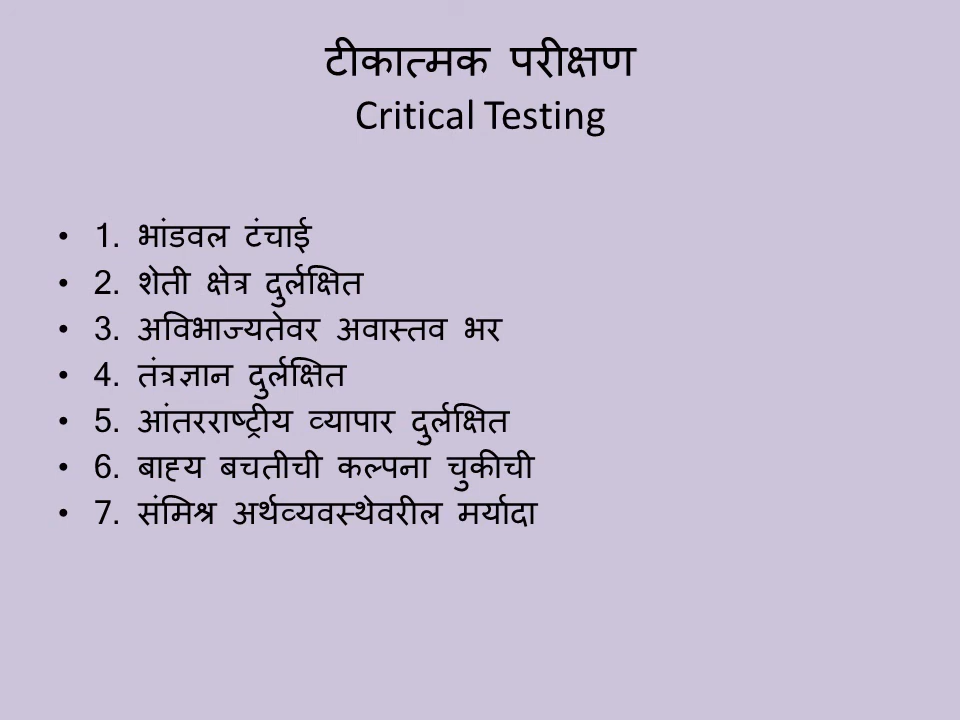 टीकात्मक परीक्षण
Critical Testing
• 1. भांडवल टंचाई
• 2. शेती क्षेत्र दुर्लक्षित
• 3. अविभाज्यतेवर अवास्तव भर
• 4. तंत्रज्ञान दुर्लक्षित
• 5. आंतरराष्ट्रीय व्यापार दुर्लक्षित
• 6. बाह्य बचतीची कल्पना चुकीची
• 7. संमिश्र अर्थव्यवस्थेवरील मर्यादा